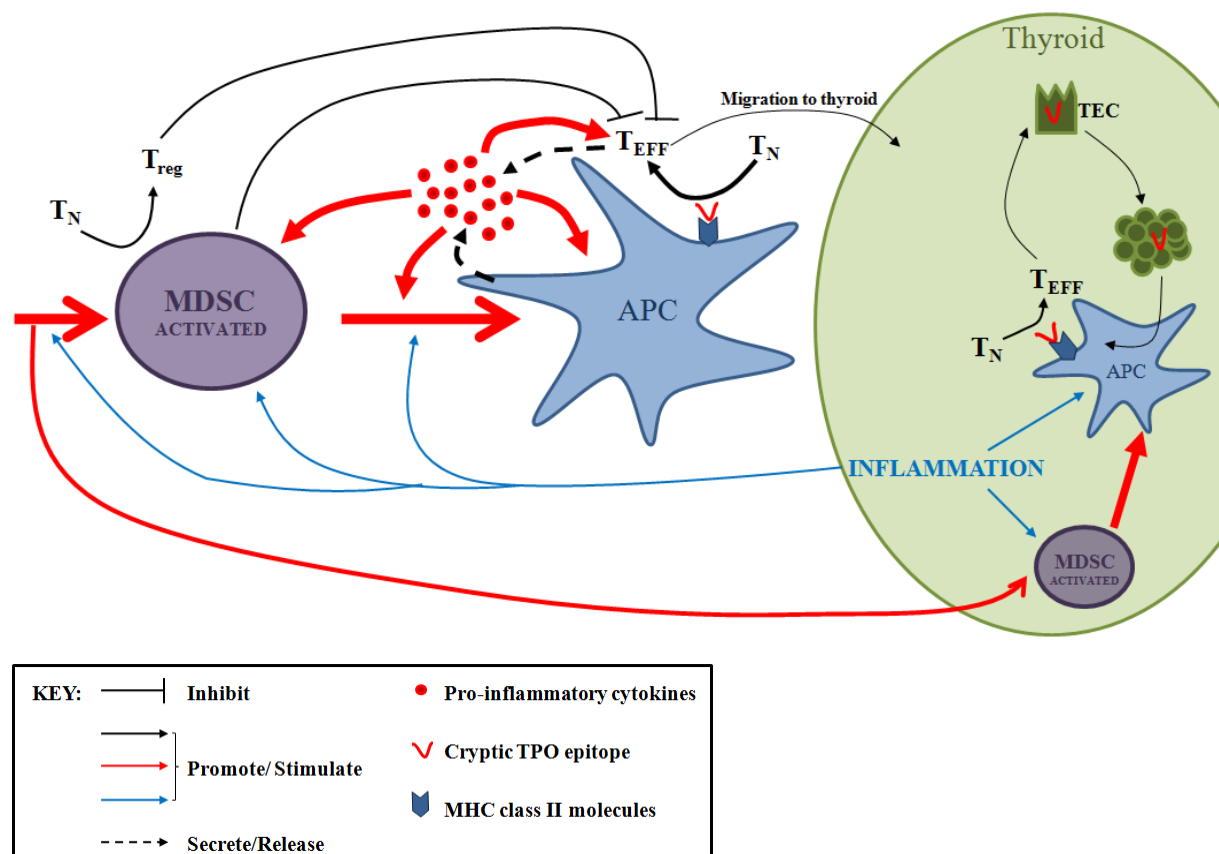 Thyroid
Migration to thyroid
TEC
T_EFF
T_N
T_reg
T_N
MDSC
ACTIVATED
APC
T_EFF
T_N
APC
INFLAMMATION
MDSC
ACTIVATED
KEY:
Inhibit
Promote/ Stimulate
Secrete/Release
Pro-inflammatory cytokines
Cryptic TPO epitope
MHC class II molecules